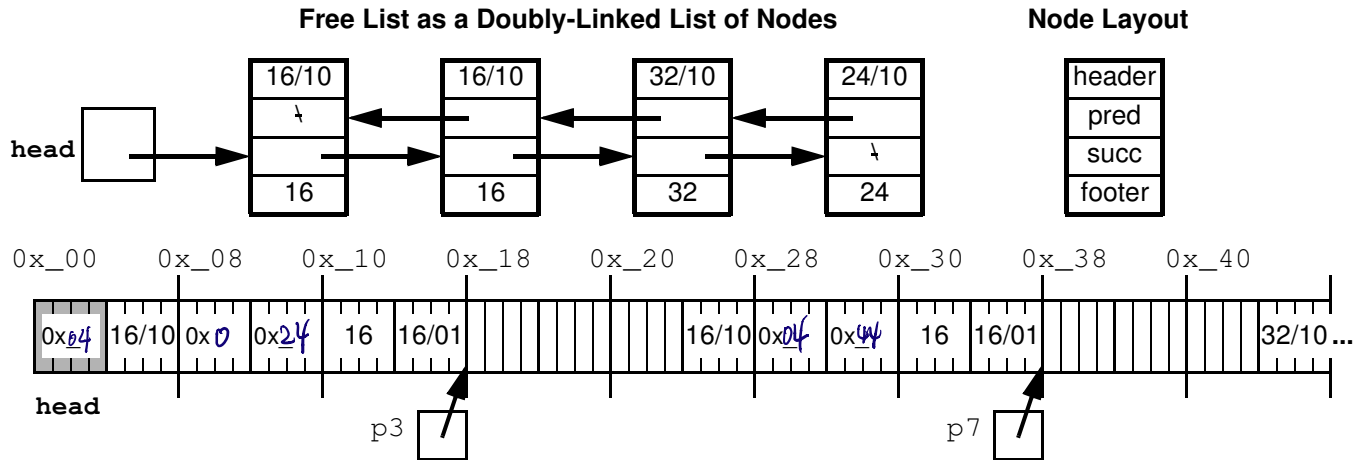 Free List as a Doubly-Linked List of Nodes Node Layout
16/10 16/10 32/10 24/10 header
pred
head succ
16 16 32 24 footer
0x_00 0x_08 0x_10 0x_18 0x_20 0x_28 0x_30 0x_38 0x_40
0x04 16/10 0x0 0x24 16 16/01 16/10 0x04 0x44 16 16/01 32/10 ...
head
p3 p7